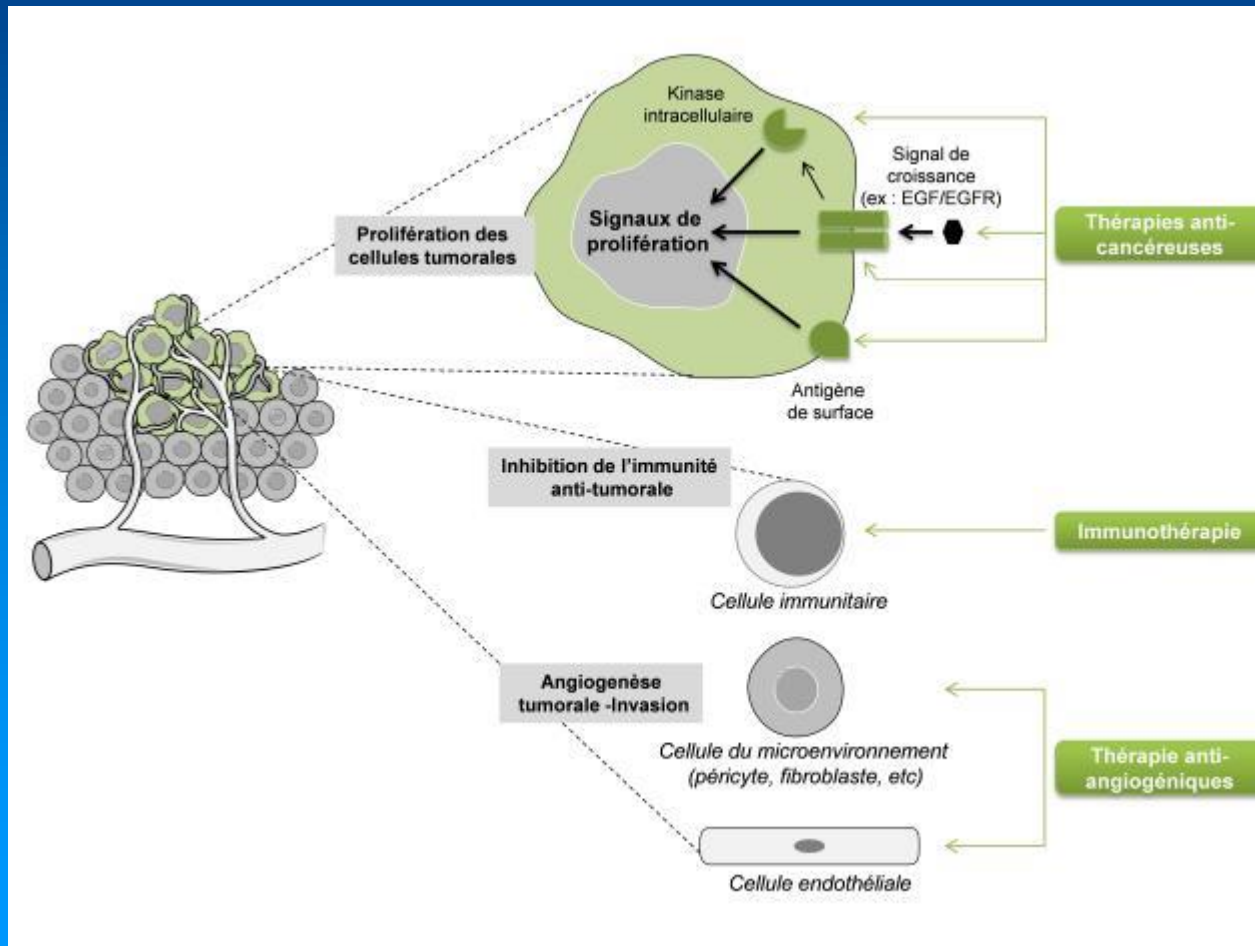 Kinase
intracellulaire
Signal de
croissance
(ex : EGF/EGFR)
Signaux de
prolifération
Prolifération des
cellules tumorales
Thérapies anti-
cancéreuses
Antigène
de surface
Inhibition de l'immunité
anti-tumorale
Immunothérapie
Cellule immunitaire
Angiogenèse
tumorale -Invasion
Cellule du microenvironnement
(péricyte, fibroblaste, etc)
Thérapie anti-
angiogéniques
Cellule endothéliale